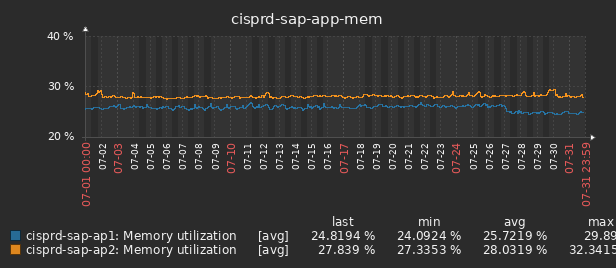 cisprd-sap-app-mem
40 %
30 %
20 %
07-01 00:00 07-02 07-03 07-04 07-05 07-06 07-07 07-08 07-09 07-10 07-11 07-12 07-13 07-14 07-15 07-16 07-17 07-18 07-19 07-20 07-21 07-22 07-23 07-24 07-25 07-26 07-27 07-28 07-29 07-30 07-31 07-31 23:59
last min avg max
cisprd-sap-ap1: Memory utilization [avg] 24.8194 % 24.0924 % 25.7219 % 29.89
cisprd-sap-ap2: Memory utilization [avg] 27.839 % 27.3353 % 28.0319 % 32.3415